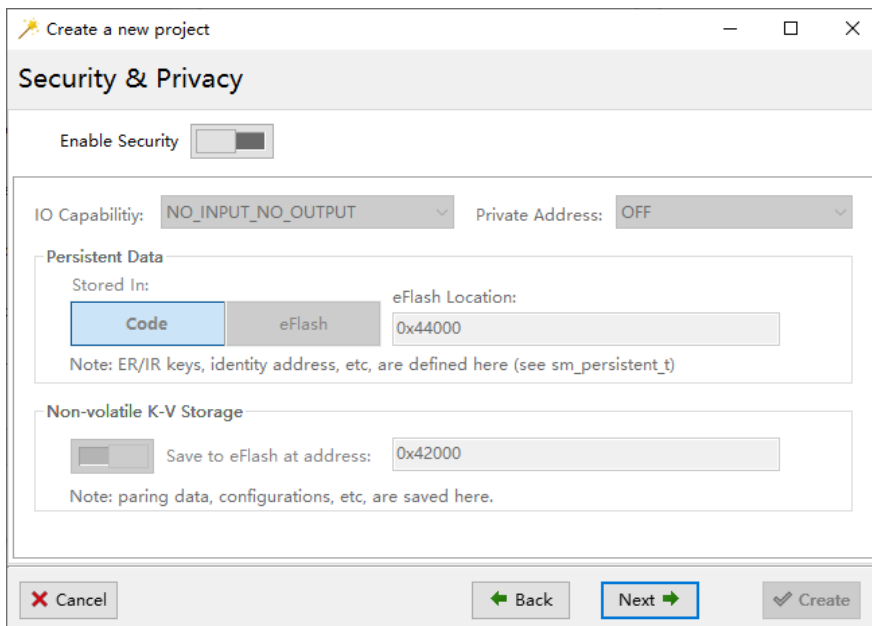 Create a new project
Security & Privacy
Enable Security
IO Capabilitiy: NO_INPUT_NO_OUTPUT Private Address: OFF
Persistent Data
Stored In:
eFlash Location:
Code eFlash 0x44000
Note: ER/IR keys, identity address, etc, are defined here (see sm_persistent_t)
Non-volatile K-V Storage
Save to eFlash at address: 0x42000
Note: paring data, configurations, etc, are saved here.
Cancel Back Next Create